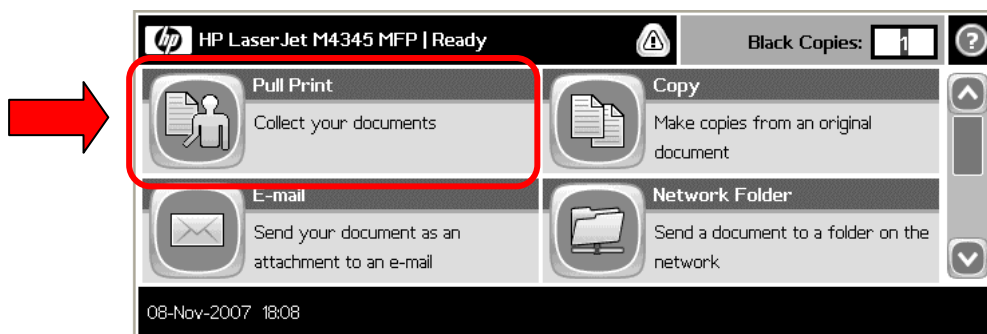 hp HP LaserJet M4345 MFP | Ready
Black Copies: 1 ?
Pull Print
Collect your documents
Copy
Make copies from an original
document
E-mail
Send your document as an
attachment to an e-mail
Network Folder
Send a document to a folder on the
network
08-Nov-2007 18:08